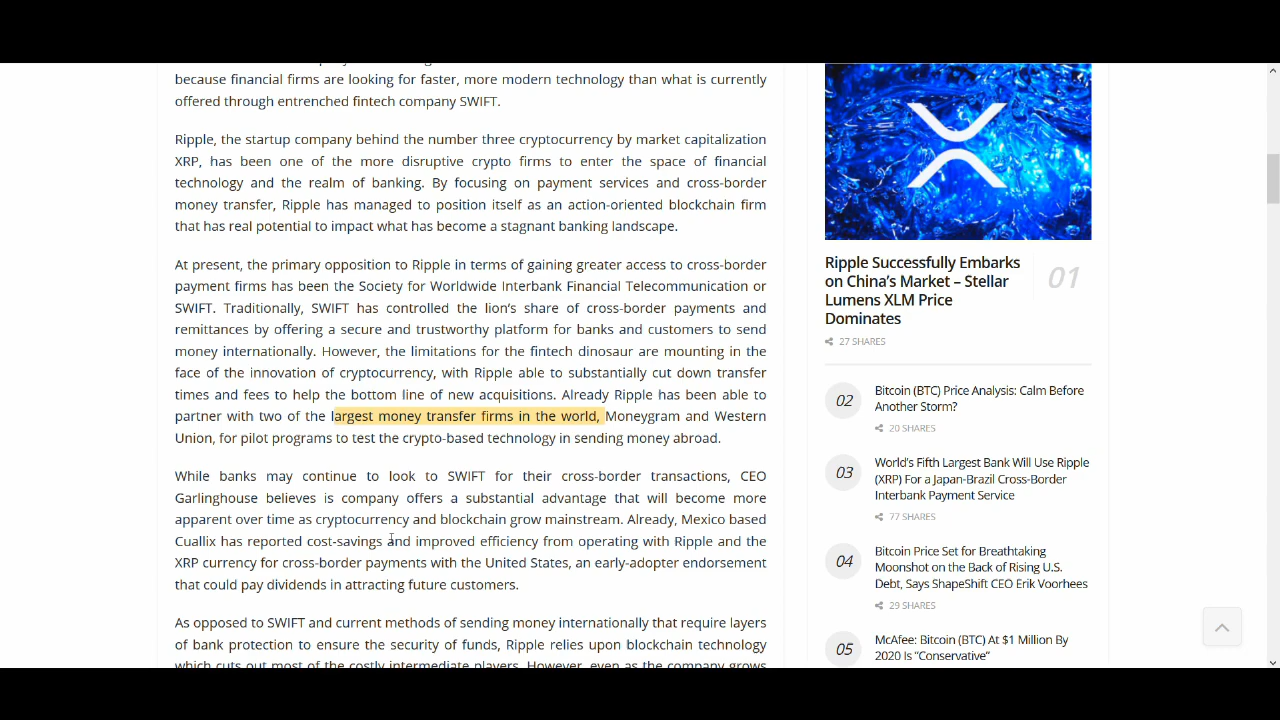 because financial firms are looking for faster, more modern technology than what is currently
offered through entrenched fintech company SWIFT.
Ripple, the startup company behind the number three cryptocurrency by market capitalization
XRP, has been one of the more disruptive crypto firms to enter the space of financial
technology and the realm of banking. By focusing on payment services and cross-border
money transfer, Ripple has managed to position itself as an action-oriented blockchain firm
that has real potential to impact what has become a stagnant banking landscape.
At present, the primary opposition to Ripple in terms of gaining greater access to cross-border
payment firms has been the Society for Worldwide Interbank Financial Telecommunication or
SWIFT. Traditionally, SWIFT has controlled the lion's share of cross-border payments and
remittances by offering a secure and trustworthy platform for banks and customers to send
money internationally. However, the limitations for the fintech dinosaur are mounting in the
face of the innovation of cryptocurrency, with Ripple able to substantially cut down transfer
times and fees to help the bottom line of new acquisitions. Already Ripple has been able to
partner with two of the largest money transfer firms in the world, Moneygram and Western
Union, for pilot programs to test the crypto-based technology in sending money abroad.
While banks may continue to look to SWIFT for their cross-border transactions, CEO
Garlinghouse believes is company offers a substantial advantage that will become more
apparent over time as cryptocurrency and blockchain grow mainstream. Already, Mexico based
Cuallix has reported cost-savings and improved efficiency from operating with Ripple and the
XRP currency for cross-border payments with the United States, an early-adopter endorsement
that could pay dividends in attracting future customers.
As opposed to SWIFT and current methods of sending money internationally that require layers
of bank protection to ensure the security of funds, Ripple relies upon blockchain technology
which cuts out most of the costly intermediate players. However, even as the company grows
Ripple Successfully Embarks
on China's Market – Stellar
Lumens XLM Price
Dominates
01
27 SHARES
02
Bitcoin (BTC) Price Analysis: Calm Before
Another Storm?
20 SHARES
03
World's Fifth Largest Bank Will Use Ripple
(XRP) For a Japan-Brazil Cross-Border
Interbank Payment Service
77 SHARES
04
Bitcoin Price Set for Breathtaking
Moonshot on the Back of Rising U.S.
Debt, Says ShapeShift CEO Erik Voorhees
29 SHARES
05
McAfee: Bitcoin (BTC) At $1 Million By
2020 Is “Conservative”